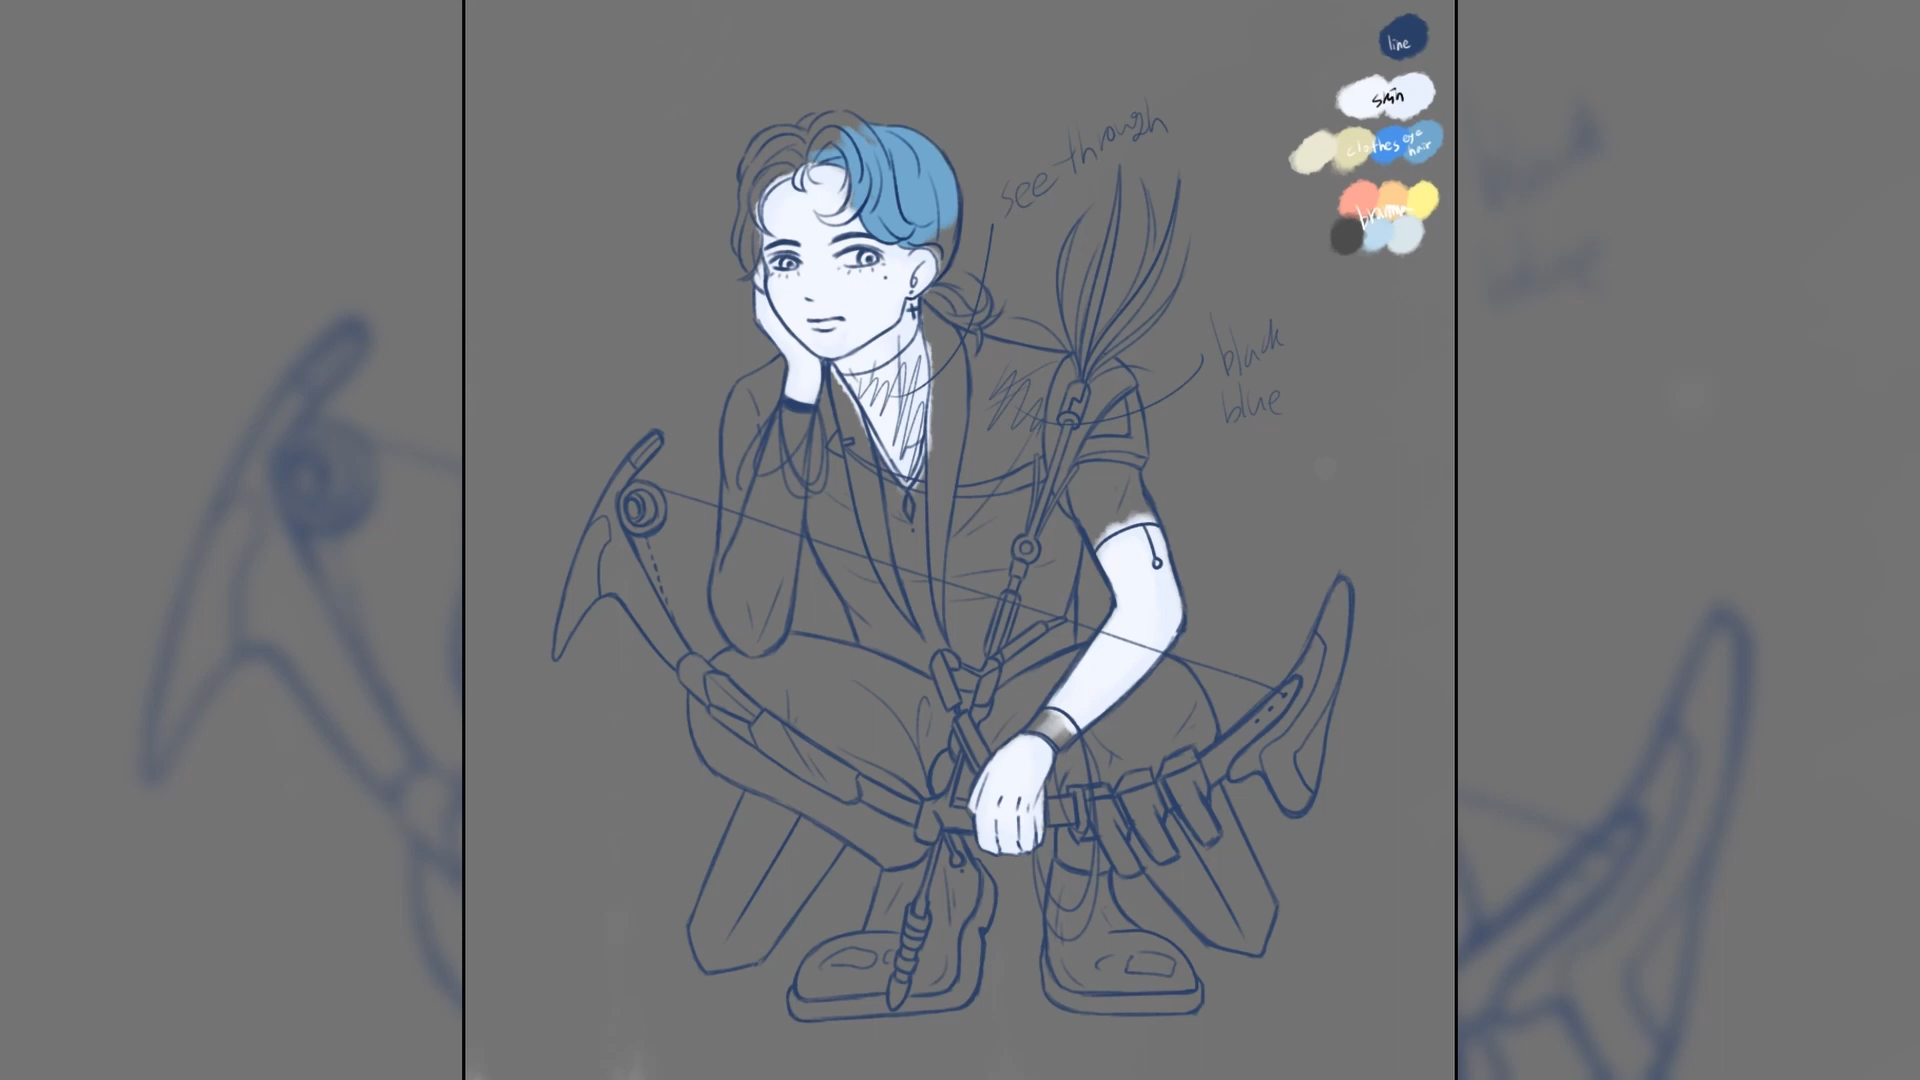 line
skin
clothes eye
hair
see through
black
blue